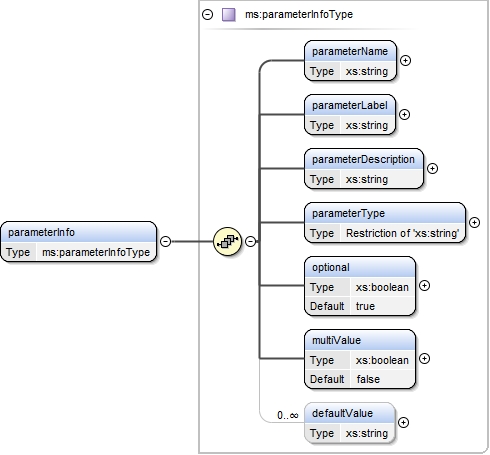 ms:parameterInfoType
parameterName
Type xs:string
parameterLabel
Type xs:string
parameterDescription
Type xs:string
parameterInfo
Type ms:parameterInfoType
parameterType
Type Restriction of 'xs:string'
optional
Type xs:boolean
Default true
multiValue
Type xs:boolean
Default false
0..∞
defaultValue
Type xs:string